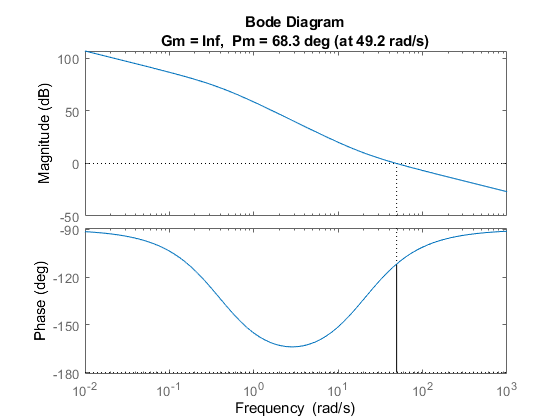 Bode Diagram
Gm = Inf, Pm = 68.3 deg (at 49.2 rad/s)
100
50
0
-50
Magnitude (dB)
-90
-120
-150
-180
Phase (deg)
10^-2 10^-1 10^0 10^1 10^2 10^3
Frequency (rad/s)